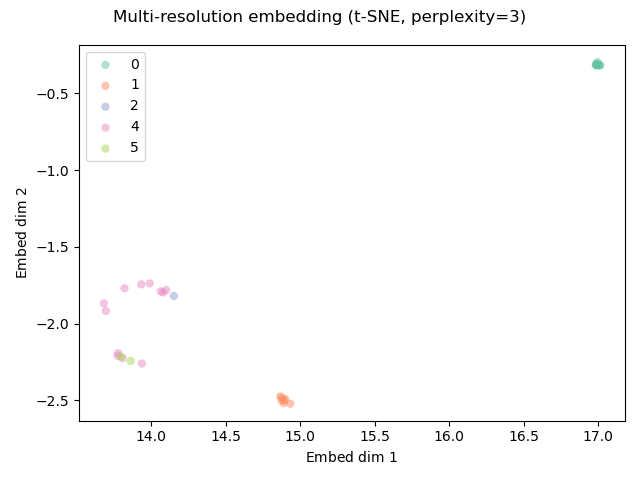 Multi-resolution embedding (t-SNE, perplexity=3)
0
1
2
4
5
−0.5
−1.0
−1.5
−2.0
−2.5
Embed dim 2
14.0 14.5 15.0 15.5 16.0 16.5 17.0
Embed dim 1